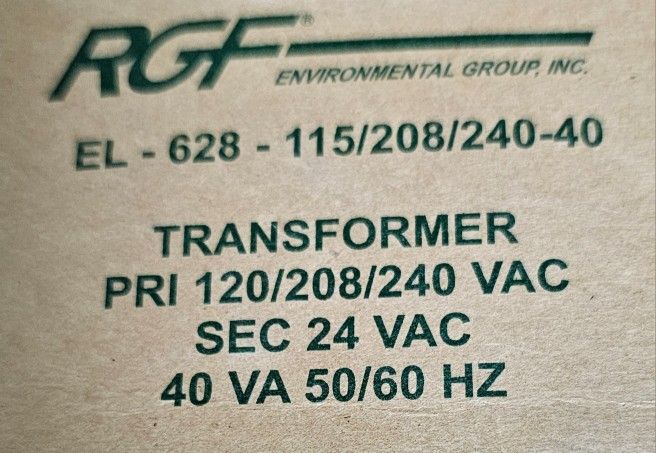 RGF®
ENVIRONMENTAL GROUP, INC.
EL - 628 - 115/208/240-40
TRANSFORMER
PRI 120/208/240 VAC
SEC 24 VAC
40 VA 50/60 HZ